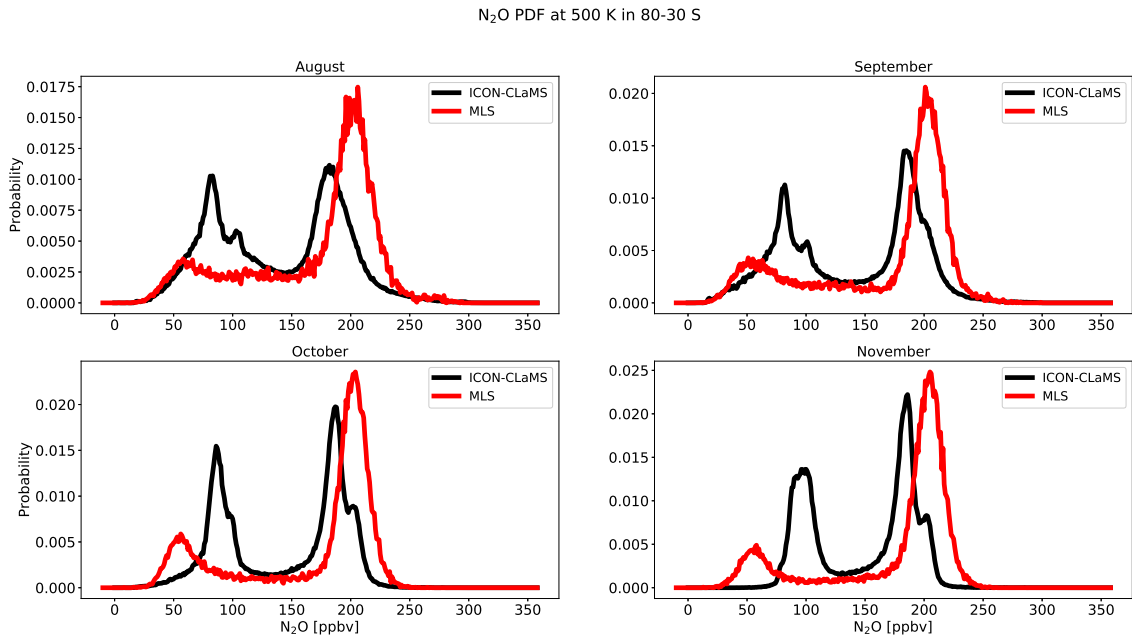 N₂O PDF at 500 K in 80-30 S
August
September
0.0175
0.0150
0.0125
0.0100
0.0075
0.0050
0.0025
0.0000
Probability
ICON-CLaMS
MLS
0 50 100 150 200 250 300 350
0.020
0.015
0.010
0.005
0.000
ICON-CLaMS
MLS
0 50 100 150 200 250 300 350
October
November
0.020
0.015
0.010
0.005
0.000
Probability
ICON-CLaMS
MLS
0 50 100 150 200 250 300 350
N₂O [ppbv]
0.025
0.020
0.015
0.010
0.005
0.000
ICON-CLaMS
MLS
0 50 100 150 200 250 300 350
N₂O [ppbv]